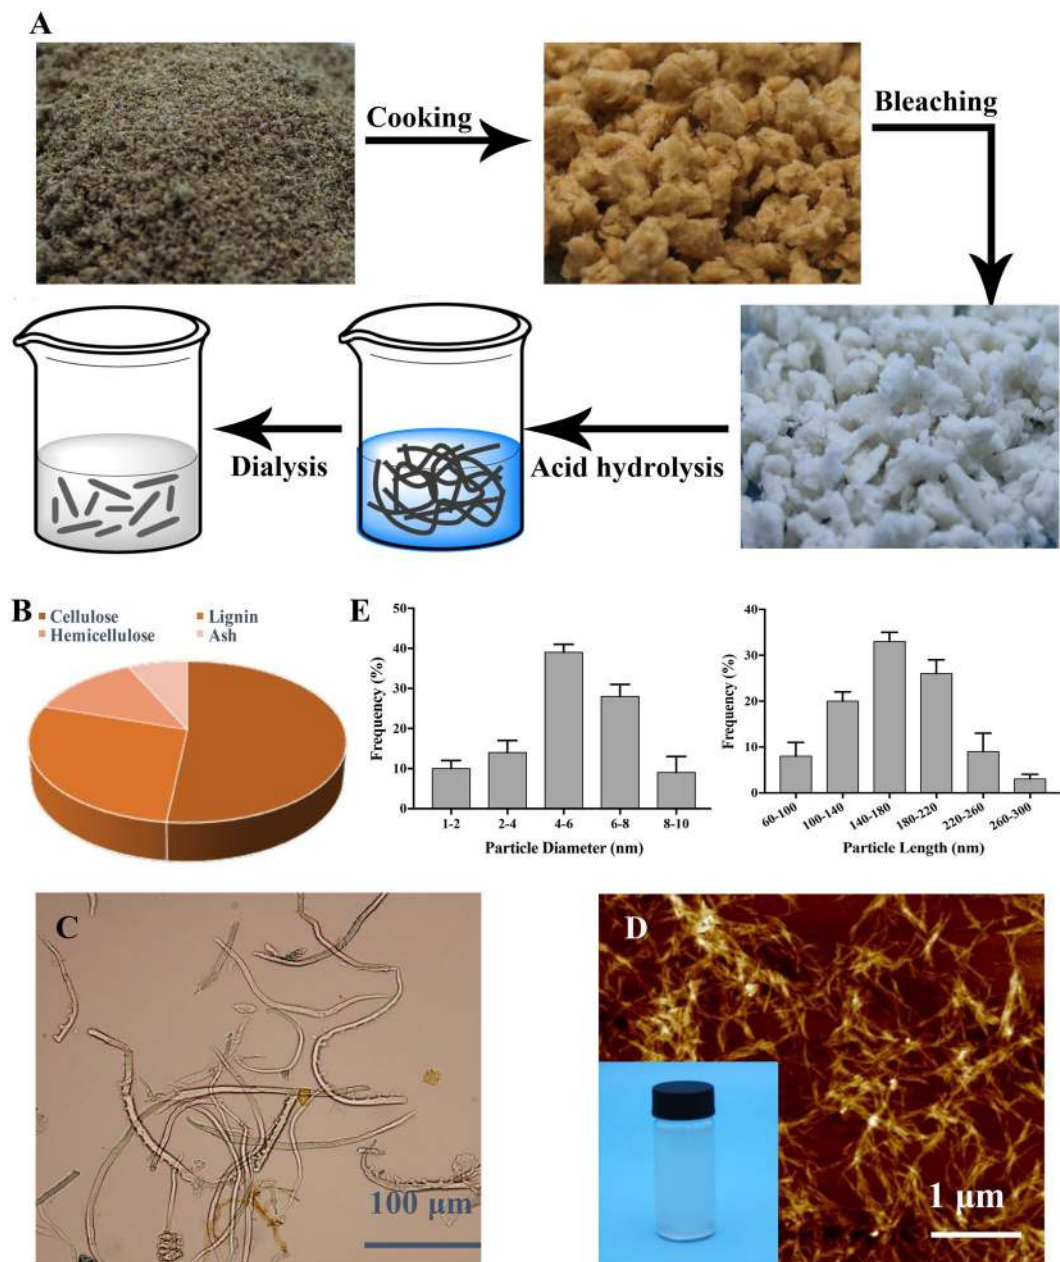 A
Cooking
Bleaching
Dialysis
Acid hydrolysis
B
Cellulose Lignin
Hemicellulose Ash
E
Frequency (%)
50
40
30
20
10
0
1-2 2-4 4-6 6-8 8-10
Particle Diameter (nm)
Frequency (%)
40
30
20
10
0
60-100 100-140 140-180 180-220 220-260 260-300
Particle Length (nm)
C
100 μm
D
1 μm